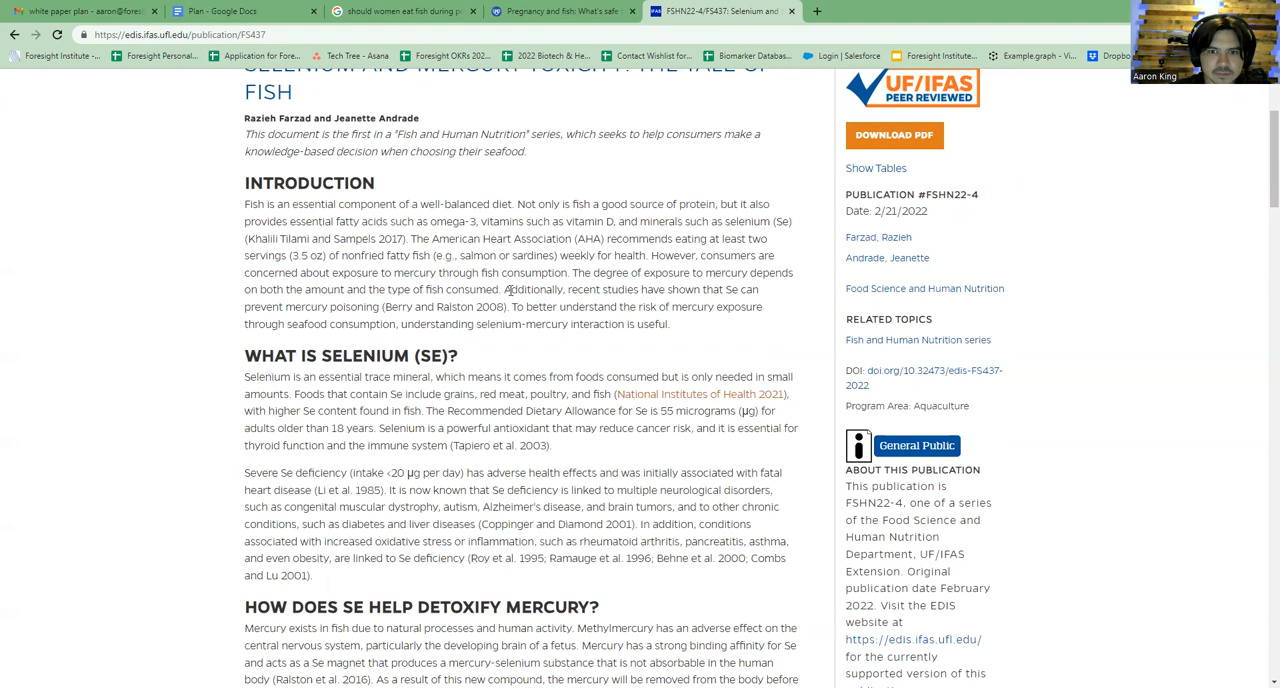 white paper plan - aaron@fores
Plan - Google Docs
should women eat fish during p
Pregnancy and fish: What's safe
FSHN22-4/FS437: Selenium and
https://edis.ifas.ufl.edu/publication/FS437
Foresight Institute -...
Foresight Personal...
Application for Fore...
Tech Tree - Asana
Foresight OKRs 202...
2022 Biotech & He...
Contact Wishlist for...
Biomarker Databas...
Login | Salesforce
Foresight Institute...
Example.graph - Vi...
Dropbo
Aaron King
SELENIUM AND MERCURY TOXICITY: THE TALE OF
FISH
Razieh Farzad and Jeanette Andrade
This document is the first in a "Fish and Human Nutrition" series, which seeks to help consumers make a
knowledge-based decision when choosing their seafood.
INTRODUCTION
Fish is an essential component of a well-balanced diet. Not only is fish a good source of protein, but it also
provides essential fatty acids such as omega-3, vitamins such as vitamin D, and minerals such as selenium (Se)
(Khalili Tilami and Sampels 2017). The American Heart Association (AHA) recommends eating at least two
servings (3.5 oz) of nonfried fatty fish (e.g., salmon or sardines) weekly for health. However, consumers are
concerned about exposure to mercury through fish consumption. The degree of exposure to mercury depends
on both the amount and the type of fish consumed. Additionally, recent studies have shown that Se can
prevent mercury poisoning (Berry and Ralston 2008). To better understand the risk of mercury exposure
through seafood consumption, understanding selenium-mercury interaction is useful.
WHAT IS SELENIUM (SE)?
Selenium is an essential trace mineral, which means it comes from foods consumed but is only needed in small
amounts. Foods that contain Se include grains, red meat, poultry, and fish (National Institutes of Health 2021),
with higher Se content found in fish. The Recommended Dietary Allowance for Se is 55 micrograms (μg) for
adults older than 18 years. Selenium is a powerful antioxidant that may reduce cancer risk, and it is essential for
thyroid function and the immune system (Tapiero et al. 2003).
Severe Se deficiency (intake <20 μg per day) has adverse health effects and was initially associated with fatal
heart disease (Li et al. 1985). It is now known that Se deficiency is linked to multiple neurological disorders,
such as congenital muscular dystrophy, autism, Alzheimer's disease, and brain tumors, and to other chronic
conditions, such as diabetes and liver diseases (Coppinger and Diamond 2001). In addition, conditions
associated with increased oxidative stress or inflammation, such as rheumatoid arthritis, pancreatitis, asthma,
and even obesity, are linked to Se deficiency (Roy et al. 1995; Ramauge et al. 1996; Behne et al. 2000; Combs
and Lu 2001).
HOW DOES SE HELP DETOXIFY MERCURY?
Mercury exists in fish due to natural processes and human activity. Methylmercury has an adverse effect on the
central nervous system, particularly the developing brain of a fetus. Mercury has a strong binding affinity for Se
and acts as a Se magnet that produces a mercury-selenium substance that is not absorbable in the human
body (Ralston et al. 2016). As a result of this new compound, the mercury will be removed from the body before
UF/IFAS
PEER REVIEWED
DOWNLOAD PDF
Show Tables
PUBLICATION #FSHN22-4
Date: 2/21/2022
Farzad, Razieh
Andrade, Jeanette
Food Science and Human Nutrition
RELATED TOPICS
Fish and Human Nutrition series
DOI: doi.org/10.32473/edis-FS437-
2022
Program Area: Aquaculture
General Public
ABOUT THIS PUBLICATION
This publication is
FSHN22-4, one of a series
of the Food Science and
Human Nutrition
Department, UF/IFAS
Extension. Original
publication date February
2022. Visit the EDIS
website at
https://edis.ifas.ufl.edu/
for the currently
supported version of this